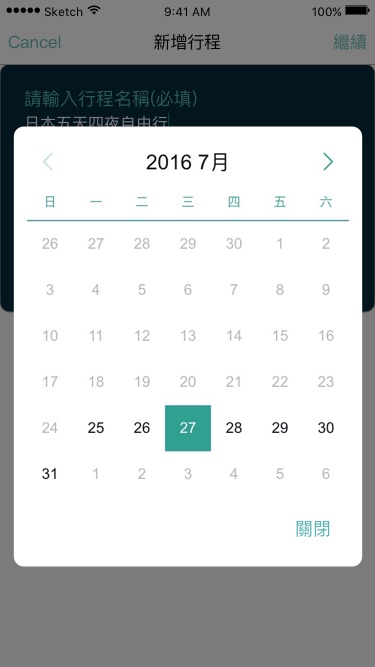 Sketch 9:41 AM 100%
Cancel 新增行程 繼續
請輸入行程名稱(必填)
日本五天四夜自由行
2016 7月
日 一 二 三 四 五 六
26 27 28 29 30 1 2
3 4 5 6 7 8 9
10 11 12 13 14 15 16
17 18 19 20 21 22 23
24 25 26 27 28 29 30
31 1 2 3 4 5 6
關閉